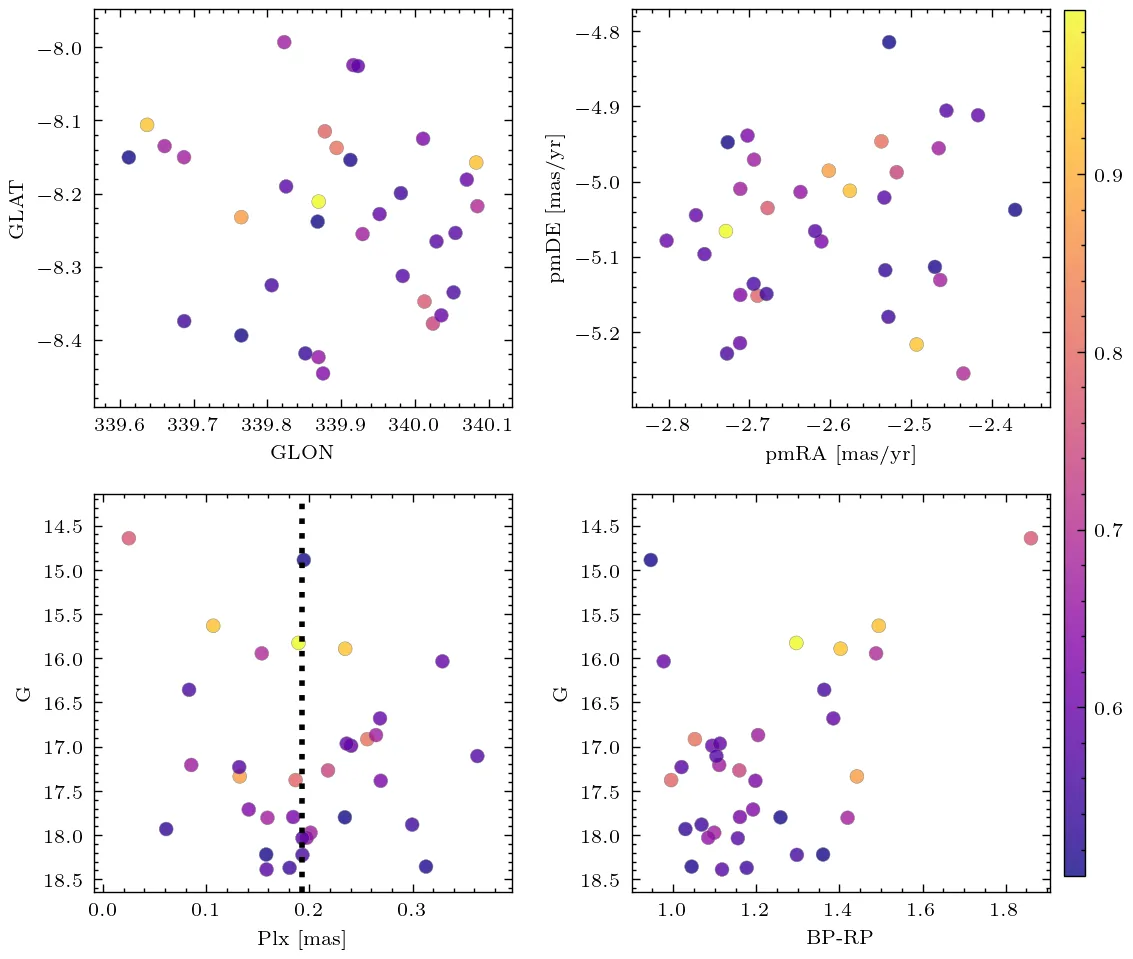 −8.0
−8.1
−8.2
−8.3
−8.4
GLAT
339.6 339.7 339.8 339.9 340.0 340.1
GLON
−4.8
−4.9
−5.0
−5.1
−5.2
pmDE [mas/yr]
−2.8 −2.7 −2.6 −2.5 −2.4
pmRA [mas/yr]
14.5
15.0
15.5
16.0
16.5
17.0
17.5
18.0
18.5
G
0.0 0.1 0.2 0.3
Plx [mas]
14.5
15.0
15.5
16.0
16.5
17.0
17.5
18.0
18.5
G
1.0 1.2 1.4 1.6 1.8
BP-RP
0.9
0.8
0.7
0.6